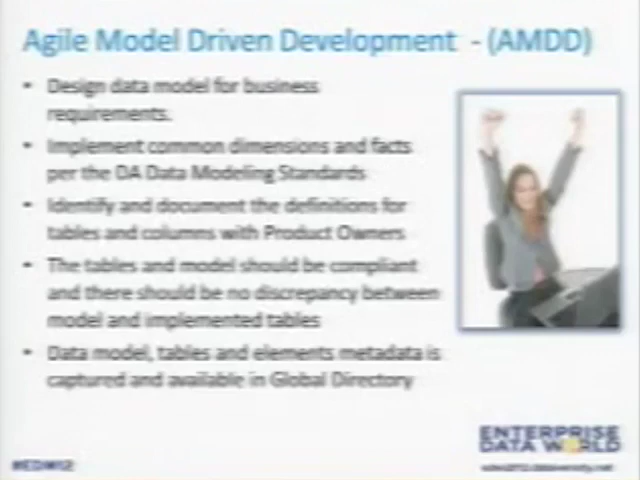 Agile Model Driven Development - (AMDD)
• Design data model for business
requirements.
• Implement common dimensions and facts
per the DA Data Modeling Standards
• Identify and document the definitions for
tables and columns with Product Owners
• The tables and model should be compliant
and there should be no discrepancy between
model and implemented tables
• Data model, tables and elements metadata is
captured and available in Global Directory
ENTERPRISE
DATA WORLD
#EDW12